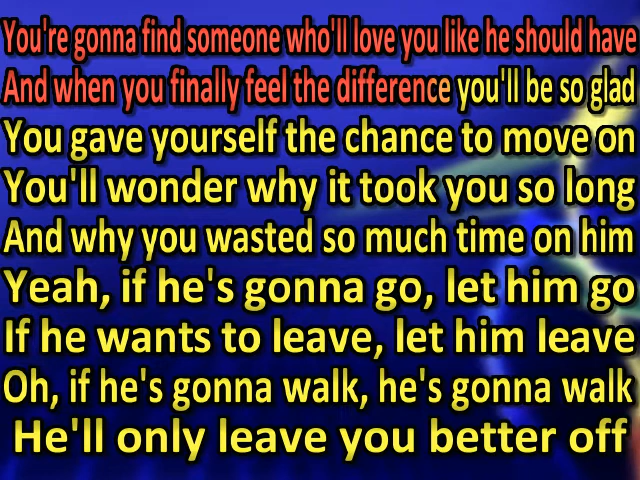 You're gonna find someone who'll love you like he should have
And when you finally feel the difference you'll be so glad
You gave yourself the chance to move on
You'll wonder why it took you so long
And why you wasted so much time on him
Yeah, if he's gonna go, let him go
If he wants to leave, let him leave
Oh, if he's gonna walk, he's gonna walk
He'll only leave you better off